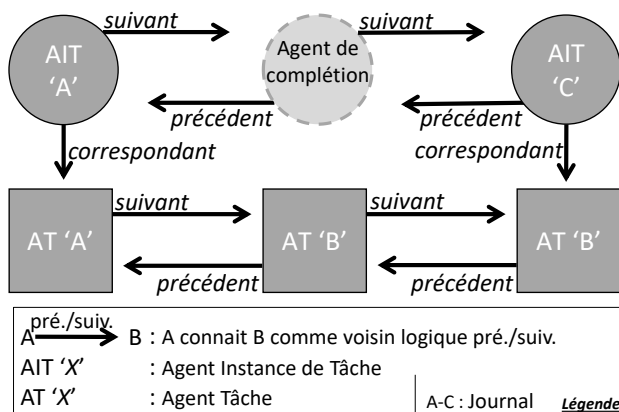 suivant
suivant
AIT
'A'
Agent de
complétion
AIT
'C'
précédent
précédent
correspondant
correspondant
suivant
suivant
AT 'A'
AT 'B'
AT 'B'
précédent
précédent
pré./suiv.
A B : A connait B comme voisin logique pré./suiv.
AIT 'X' : Agent Instance de Tâche
AT 'X' : Agent Tâche
A-C : Journal Légende